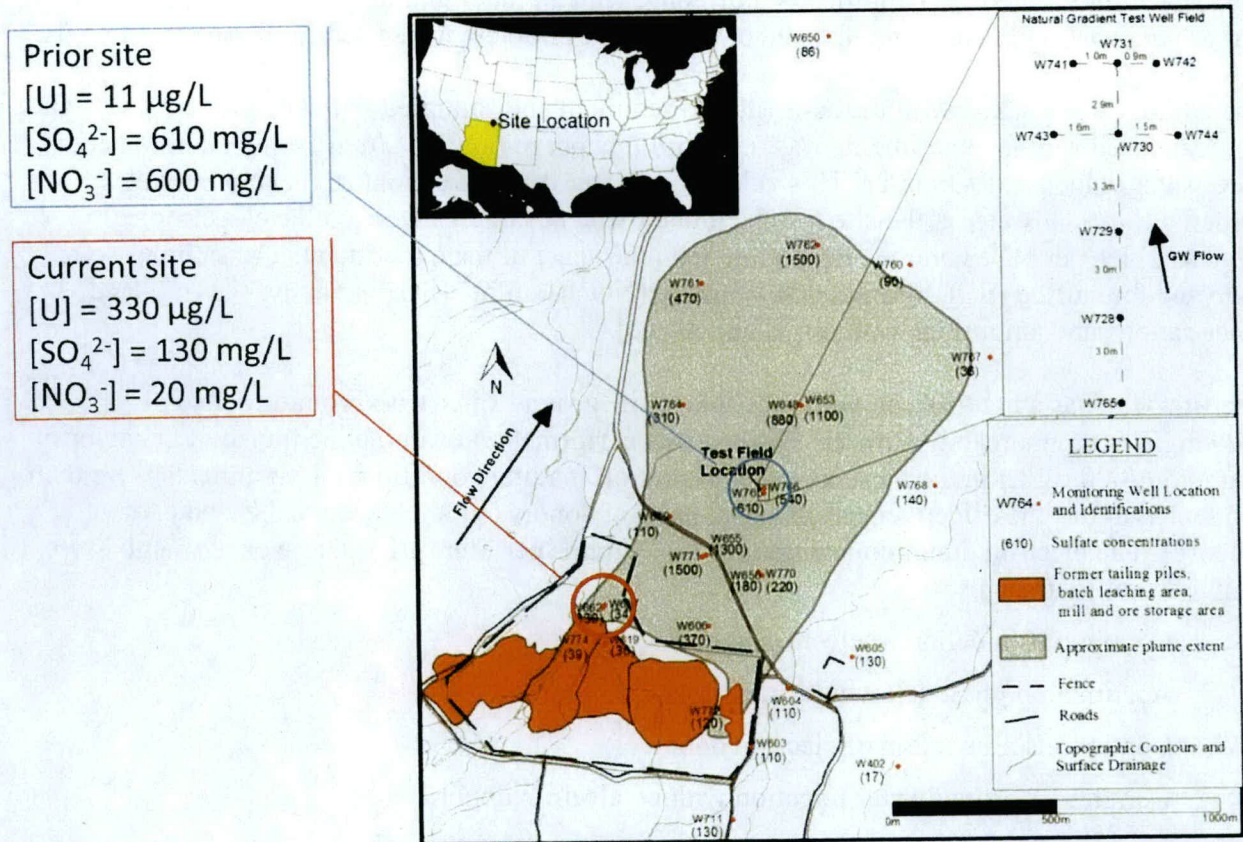 Prior site
[U] = 11 µg/L
[SO₄²⁻] = 610 mg/L
[NO₃⁻] = 600 mg/L
Current site
[U] = 330 µg/L
[SO₄²⁻] = 130 mg/L
[NO₃⁻] = 20 mg/L
Site Location
W650
(86)
Natural Gradient Test Well Field
W731
W741
1.0m
0.9m
W742
2.9m
W743
1.6m
1.5m
W744
W730
3.3m
W729
3.0m
GW Flow
W728
3.0m
W765
W762
(1500)
W760
(90)
W761
(470)
W767
(38)
N
Flow Direction
W764
(310)
W648
(880)
W653
(1100)
Test Field
Location
W766
(540)
(610)
W768
(140)
(110)
W655
(1300)
W771
(1500)
W770
(220)
(180)
W662
W774
(39)
W619
W606
(370)
W605
(130)
W604
(110)
(120)
W603
(110)
W402
(17)
W711
(130)
LEGEND
W764
Monitoring Well Location
and Identifications
(610)
Sulfate concentrations
Former tailing piles,
batch leaching area,
mill and ore storage area
Approximate plume extent
Fence
Roads
Topographic Contours and
Surface Drainage
0m
500m
1000m